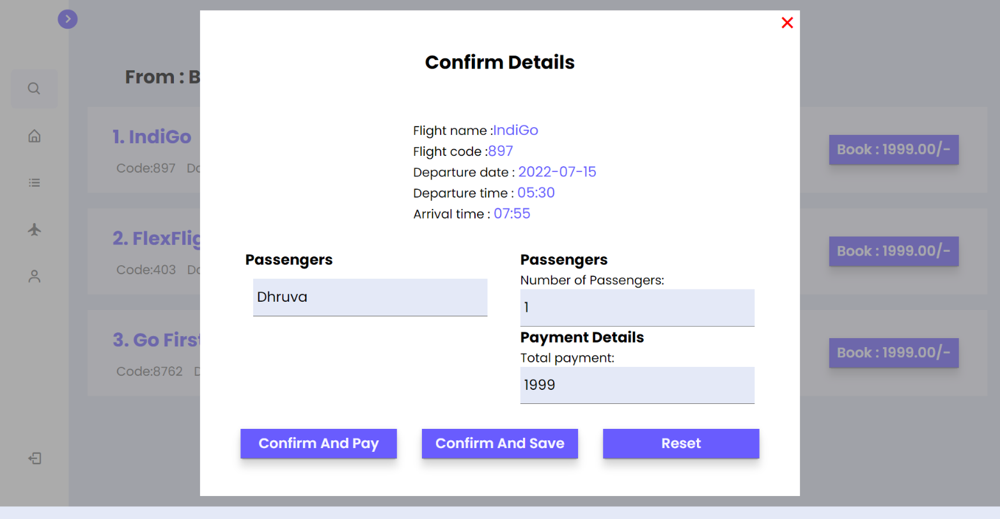 Confirm Details
From : B
1. IndiGo
Code:897
Book : 1999.00/-
2. FlexFlig
Code:403
Book : 1999.00/-
3. Go First
Code:8762
Book : 1999.00/-
Flight name :IndiGo
Flight code :897
Departure date : 2022-07-15
Departure time : 05:30
Arrival time : 07:55
Passengers
Dhruva
Passengers
Number of Passengers:
1
Payment Details
Total payment:
1999
Confirm And Pay
Confirm And Save
Reset